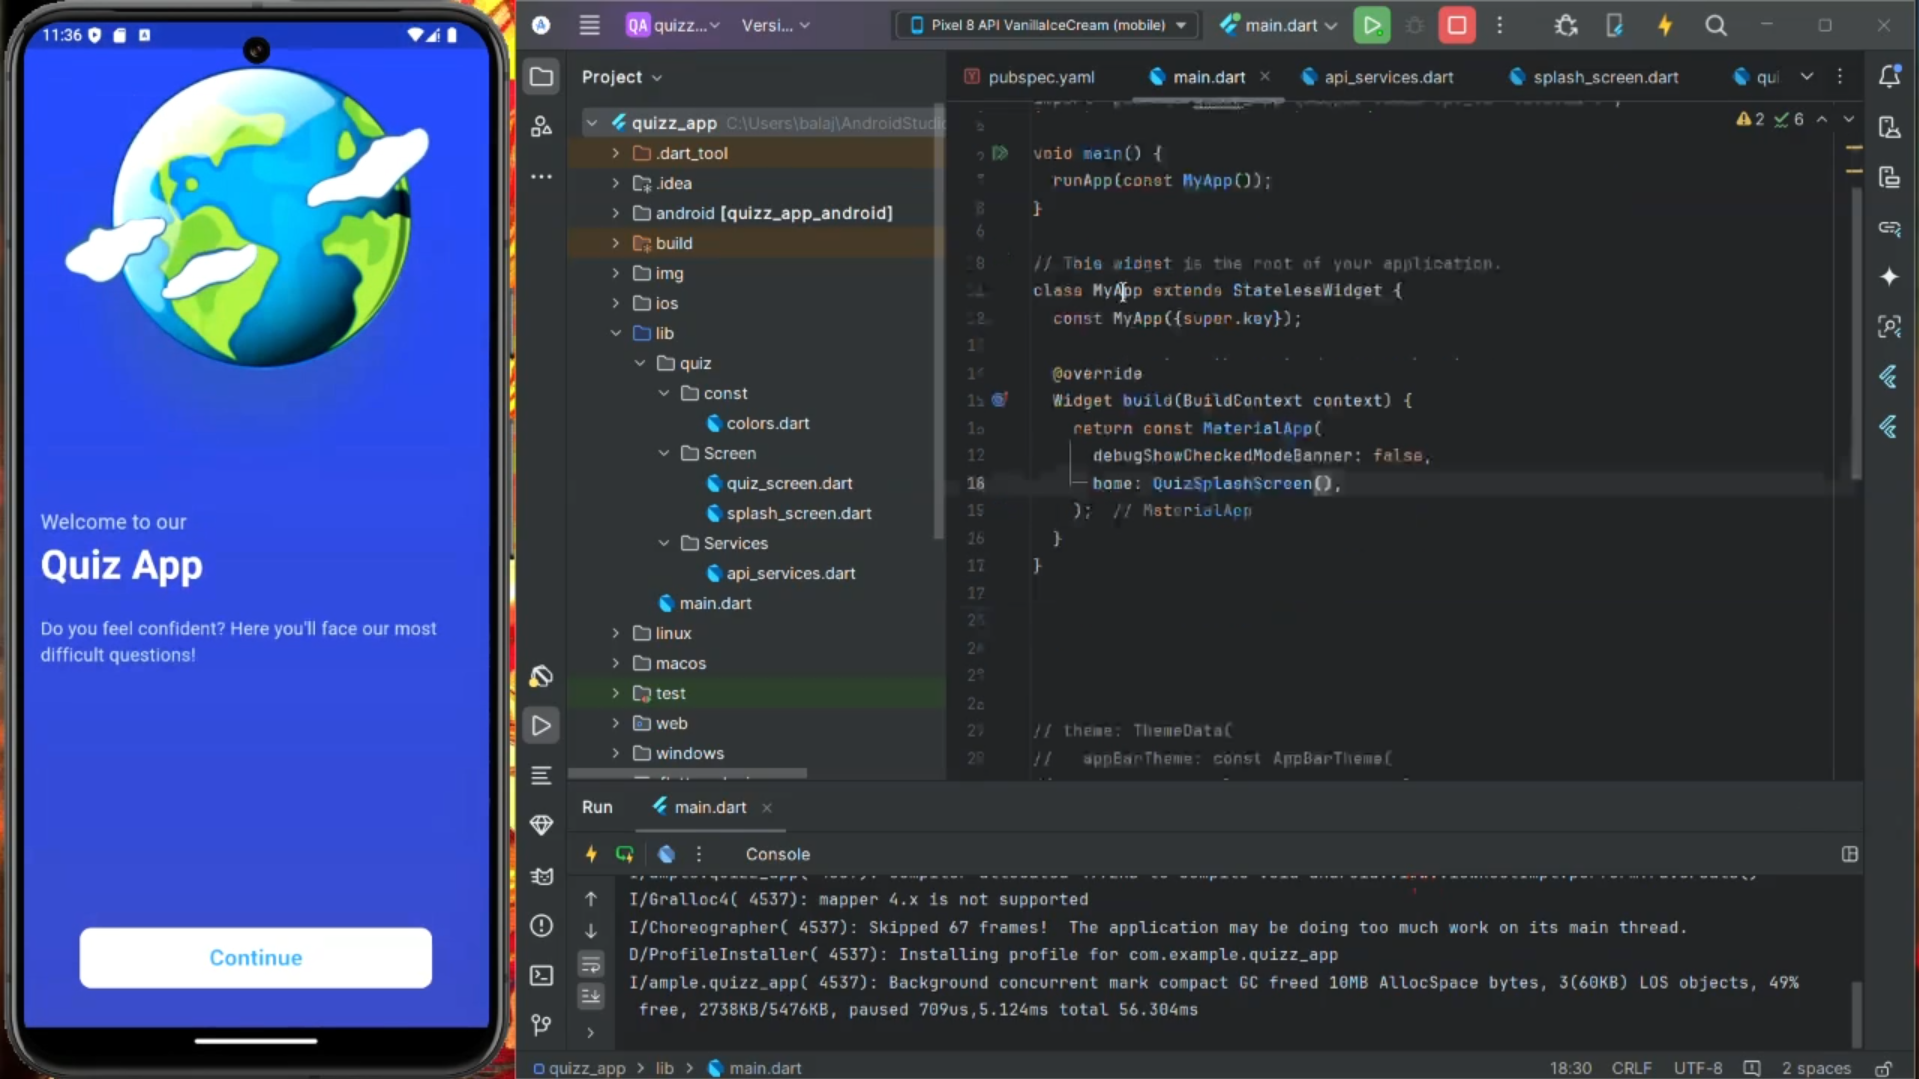 11:36
Welcome to our
Quiz App
Do you feel confident? Here you'll face our most
difficult questions!
Continue
QA quizz...
Versi...
Pixel 8 API VanillaIceCream (mobile)
main.dart
Project
quizz_app C:\Users\balaj\AndroidStudi
.dart_tool
.idea
android [quizz_app_android]
build
img
ios
lib
quiz
const
colors.dart
Screen
quiz_screen.dart
splash_screen.dart
Services
api_services.dart
main.dart
linux
macos
test
web
windows
pubspec.yaml
main.dart
api_services.dart
splash_screen.dart
qui
2 6
void main() {
runApp(const MyApp());
}
// This widget is the root of your application.
class MyApp extends StatelessWidget {
const MyApp({super.key});
@override
Widget build(BuildContext context) {
return const MaterialApp(
debugShowCheckedModeBanner: false,
home: QuizSplashScreen(),
); // MaterialApp
}
}
// theme: ThemeData(
// appBarTheme: const AppBarTheme(
Run
main.dart
Console
I/Gralloc4( 4537): mapper 4.x is not supported
I/Choreographer( 4537): Skipped 67 frames! The application may be doing too much work on its main thread.
D/ProfileInstaller( 4537): Installing profile for com.example.quizz_app
I/ample.quizz_app( 4537): Background concurrent mark compact GC freed 10MB AllocSpace bytes, 3(60KB) LOS objects, 49%
free, 2738KB/5476KB, paused 709us,5.124ms total 56.304ms
quizz_app > lib > main.dart
18:30 CRLF UTF-8 2 spaces